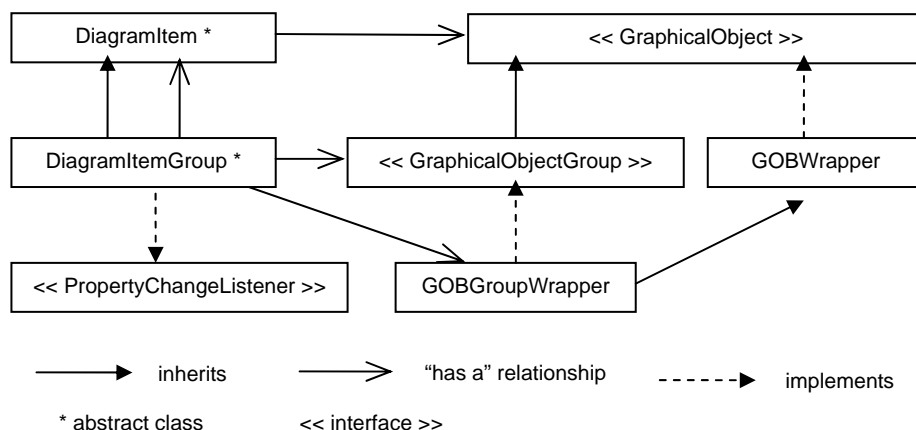 DiagramItem *
<< GraphicalObject >>
DiagramItemGroup *
<< GraphicalObjectGroup >>
GOBWrapper
<< PropertyChangeListener >>
GOBGroupWrapper
inherits
“has a” relationship
implements
* abstract class
<< interface >>